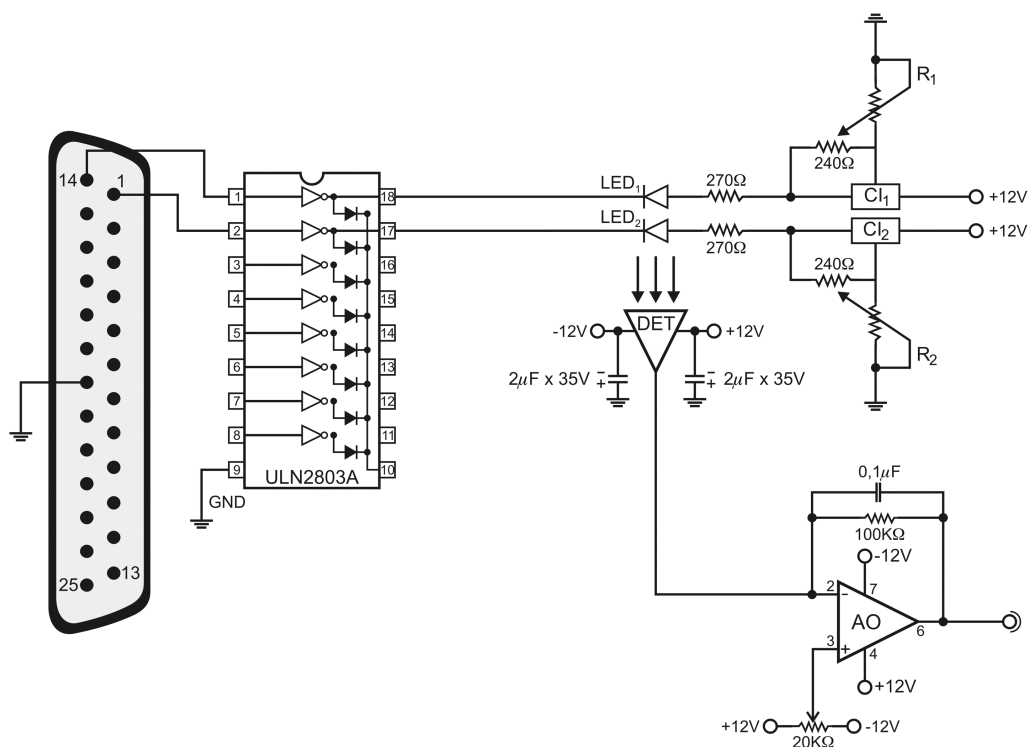 R1
240Ω
14
1
LED1
270Ω
CI1
+12V
1
18
2
17
LED2
270Ω
CI2
+12V
3
16
240Ω
4
15
5
14
-12V
DET
+12V
R2
6
13
2μF x 35V
-
+
-
+
2μF x 35V
7
12
8
11
9
10
ULN2803A
GND
0,1μF
100KΩ
25
13
-12V
2
-
7
AO
6
3
+
4
+12V
+12V
-12V
20KΩ